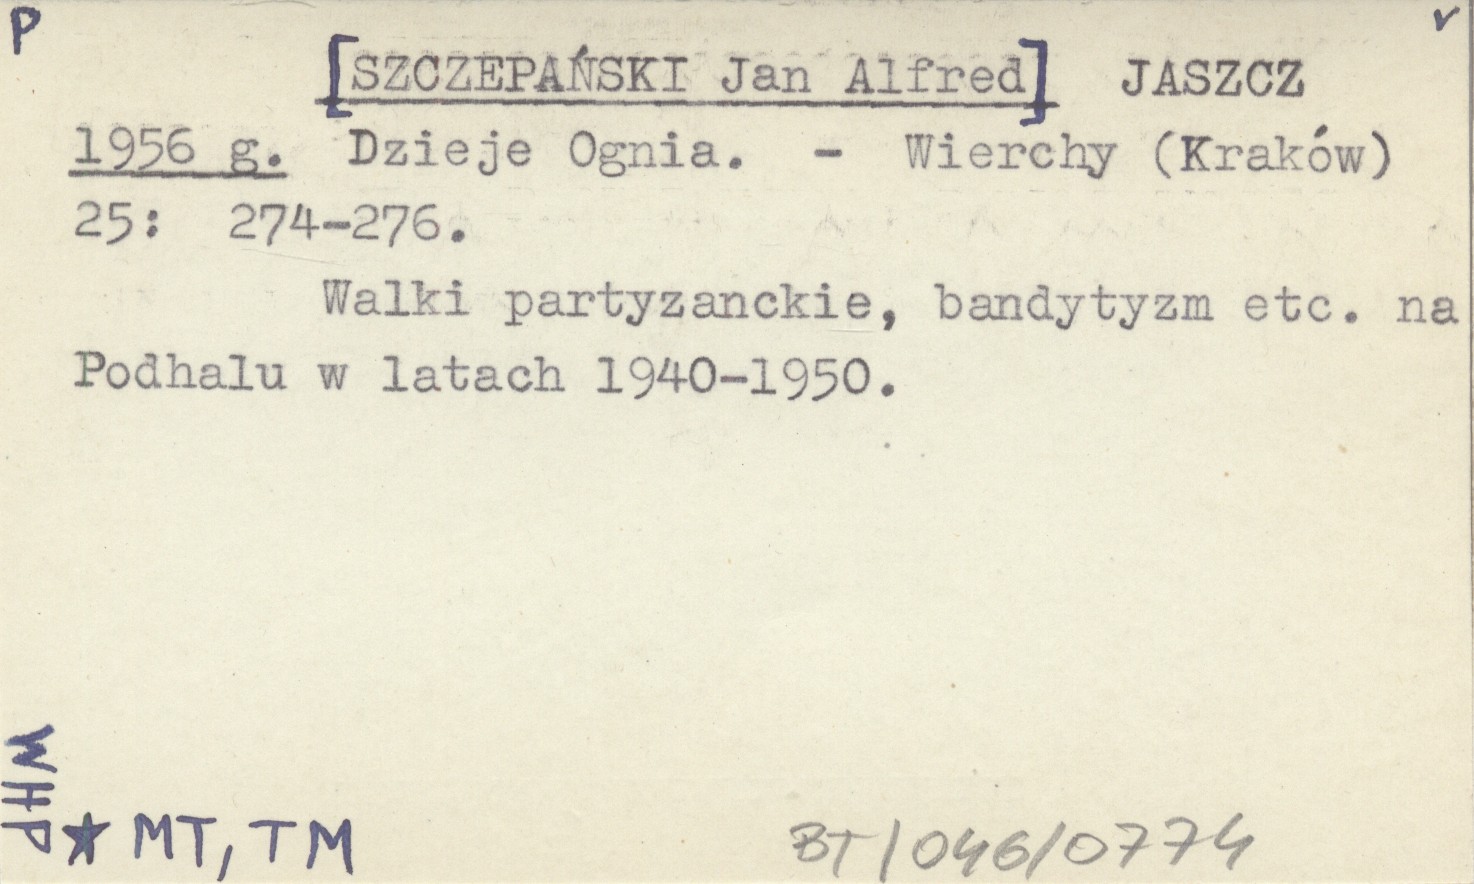 P
v
[SZCZEPAŃSKI Jan Alfred] JASZCZ
1956 g. Dzieje Ognia. - Wierchy (Kraków)
25: 274-276.
Walki partyzanckie, bandytyzm etc. na
Podhalu w latach 1940-1950.
WHP
★ MT, TM
BT/046/0774